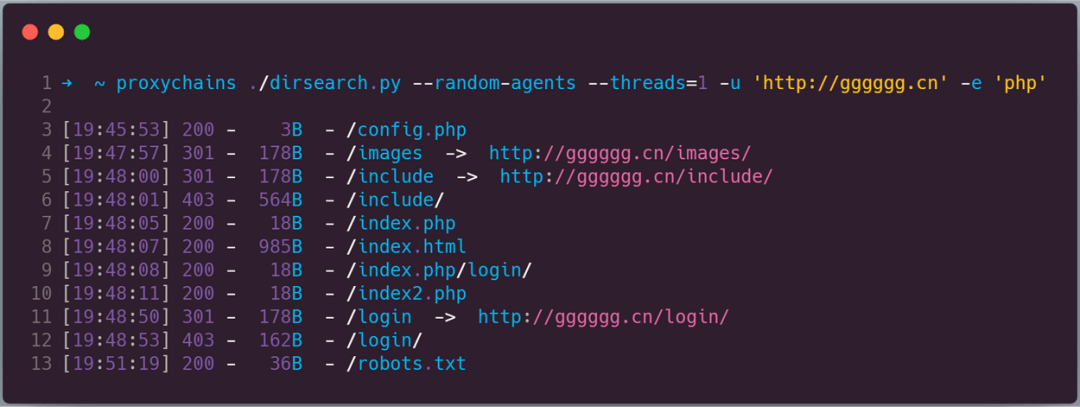 1 → ~ proxychains ./dirsearch.py --random-agents --threads=1 -u 'http://gggggg.cn' -e 'php'
2
3 [19:45:53] 200 - 3B - /config.php
4 [19:47:57] 301 - 178B - /images -> http://gggggg.cn/images/
5 [19:48:00] 301 - 178B - /include -> http://gggggg.cn/include/
6 [19:48:01] 403 - 564B - /include/
7 [19:48:05] 200 - 18B - /index.php
8 [19:48:07] 200 - 985B - /index.html
9 [19:48:08] 200 - 18B - /index.php/login/
10 [19:48:11] 200 - 18B - /index2.php
11 [19:48:50] 301 - 178B - /login -> http://gggggg.cn/login/
12 [19:48:53] 403 - 162B - /login/
13 [19:51:19] 200 - 36B - /robots.txt